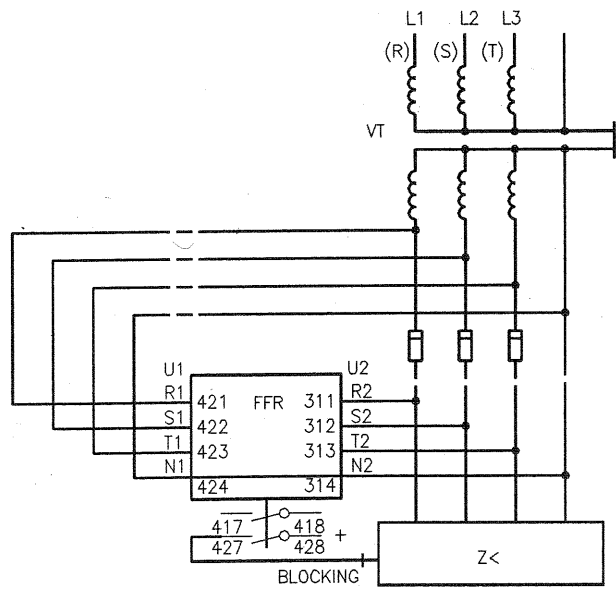 L1 L2 L3
(R) (S) (T)
VT
U1 U2
R1 421 FFR 311 R2
S1 422 312 S2
T1 423 313 T2
N1 424 314 N2
417 418
427 428 +
BLOCKING
Z<